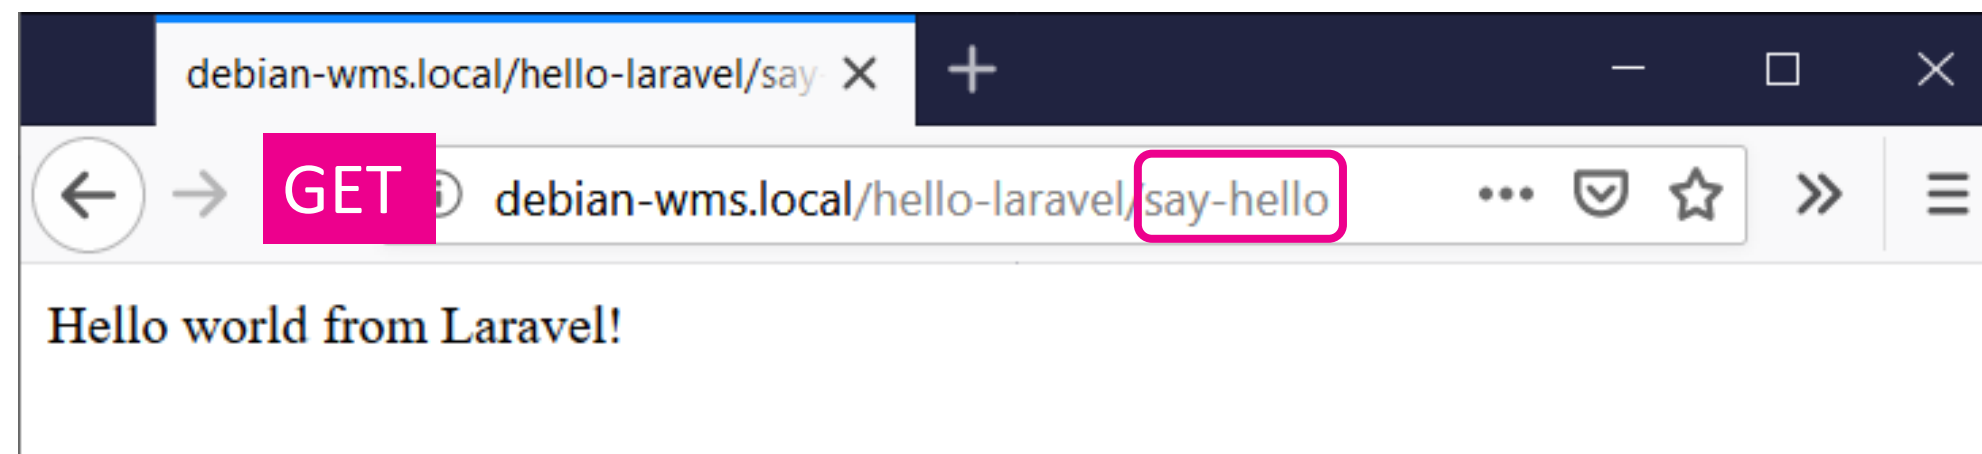 debian-wms.local/hello-laravel/say-
GET debian-wms.local/hello-laravel/say-hello
Hello world from Laravel!